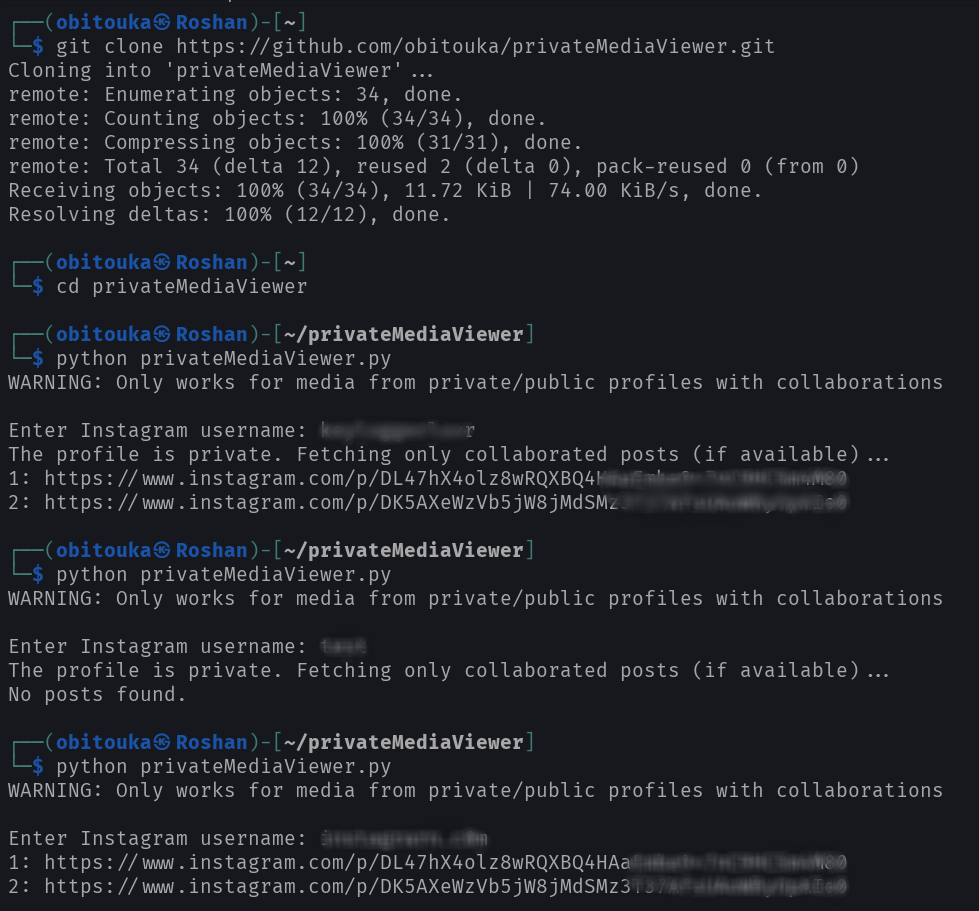 ┌──(obitouka㉿Roshan)-[~]
└─$ git clone https://github.com/obitouka/privateMediaViewer.git
Cloning into 'privateMediaViewer'...
remote: Enumerating objects: 34, done.
remote: Counting objects: 100% (34/34), done.
remote: Compressing objects: 100% (31/31), done.
remote: Total 34 (delta 12), reused 2 (delta 0), pack-reused 0 (from 0)
Receiving objects: 100% (34/34), 11.72 KiB | 74.00 KiB/s, done.
Resolving deltas: 100% (12/12), done.
┌──(obitouka㉿Roshan)-[~]
└─$ cd privateMediaViewer
┌──(obitouka㉿Roshan)-[~/privateMediaViewer]
└─$ python privateMediaViewer.py
WARNING: Only works for media from private/public profiles with collaborations
Enter Instagram username:
The profile is private. Fetching only collaborated posts (if available)...
1: https://www.instagram.com/p/DL47hX4olz8wRQXBQ4
2: https://www.instagram.com/p/DK5AXeWzVb5jW8jMdSMz
┌──(obitouka㉿Roshan)-[~/privateMediaViewer]
└─$ python privateMediaViewer.py
WARNING: Only works for media from private/public profiles with collaborations
Enter Instagram username:
The profile is private. Fetching only collaborated posts (if available)...
No posts found.
┌──(obitouka㉿Roshan)-[~/privateMediaViewer]
└─$ python privateMediaViewer.py
WARNING: Only works for media from private/public profiles with collaborations
Enter Instagram username:
1: https://www.instagram.com/p/DL47hX4olz8wRQXBQ4HAa
2: https://www.instagram.com/p/DK5AXeWzVb5jW8jMdSMz3